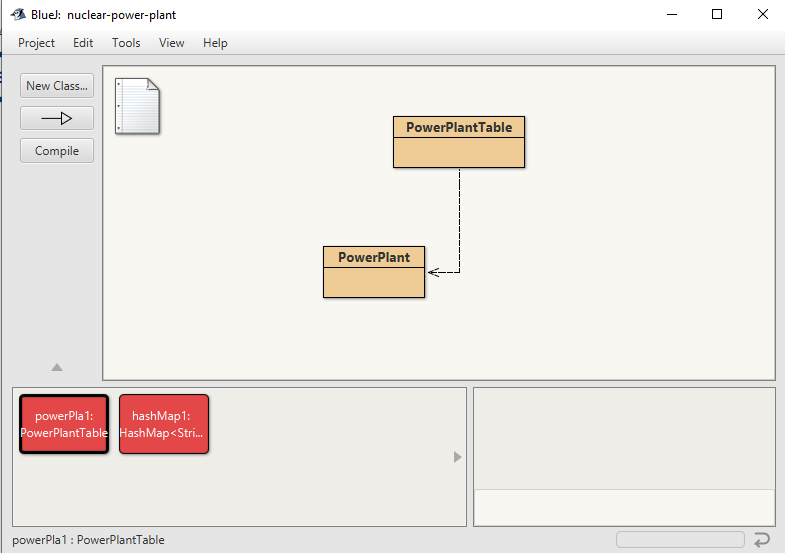 BlueJ: nuclear-power-plant
Project Edit Tools View Help
New Class...
Compile
PowerPlantTable
PowerPlant
powerPla1:
PowerPlantTable
hashMap1:
HashMap<Stri...
powerPla1 : PowerPlantTable